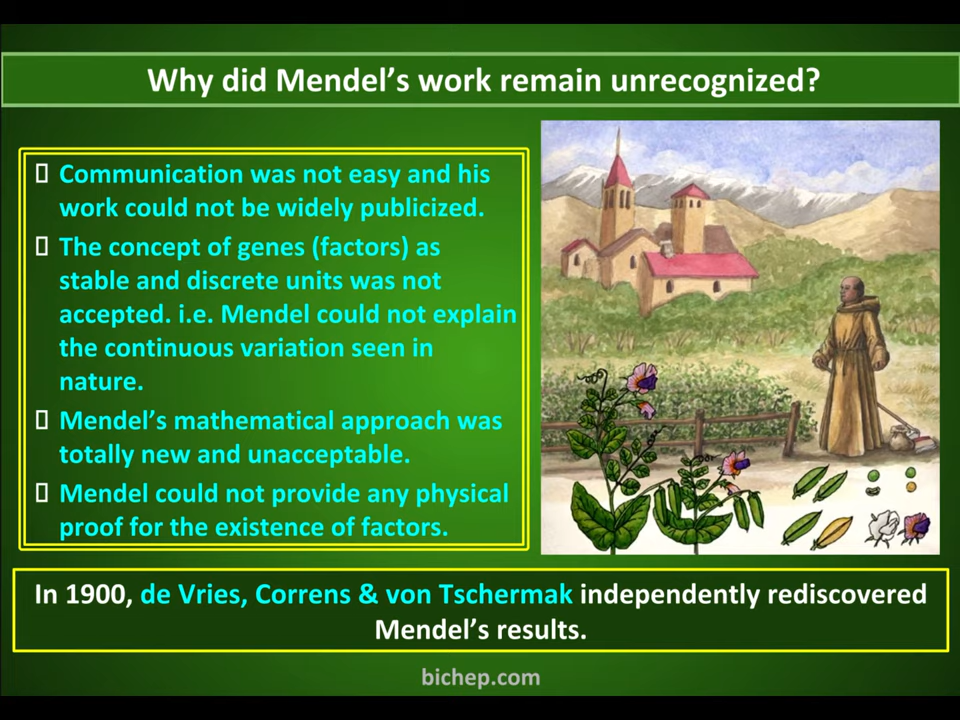 Why did Mendel's work remain unrecognized?
Communication was not easy and his
work could not be widely publicized.
The concept of genes (factors) as
stable and discrete units was not
accepted. i.e. Mendel could not explain
the continuous variation seen in
nature.
Mendel's mathematical approach was
totally new and unacceptable.
Mendel could not provide any physical
proof for the existence of factors.
In 1900, de Vries, Correns & von Tschermak independently rediscovered
Mendel's results.
bichep.com